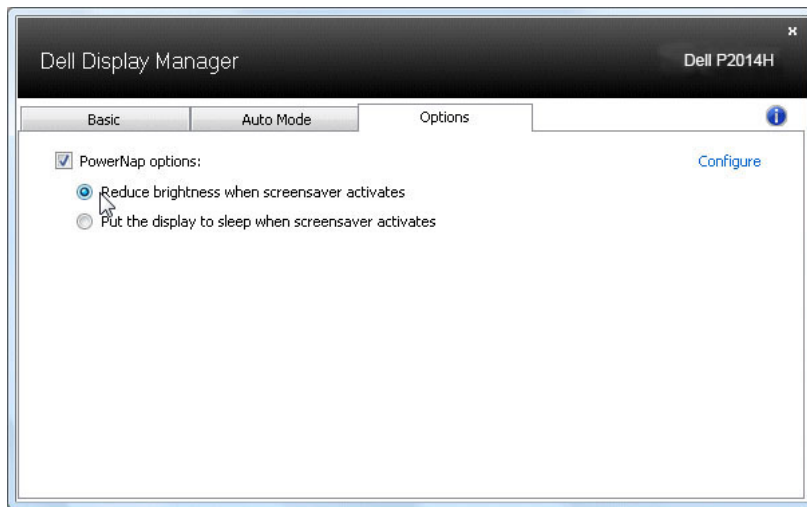 x
Dell Display Manager
Dell P2014H
Basic
Auto Mode
Options
i
PowerNap options:
Configure
Reduce brightness when screensaver activates
Put the display to sleep when screensaver activates